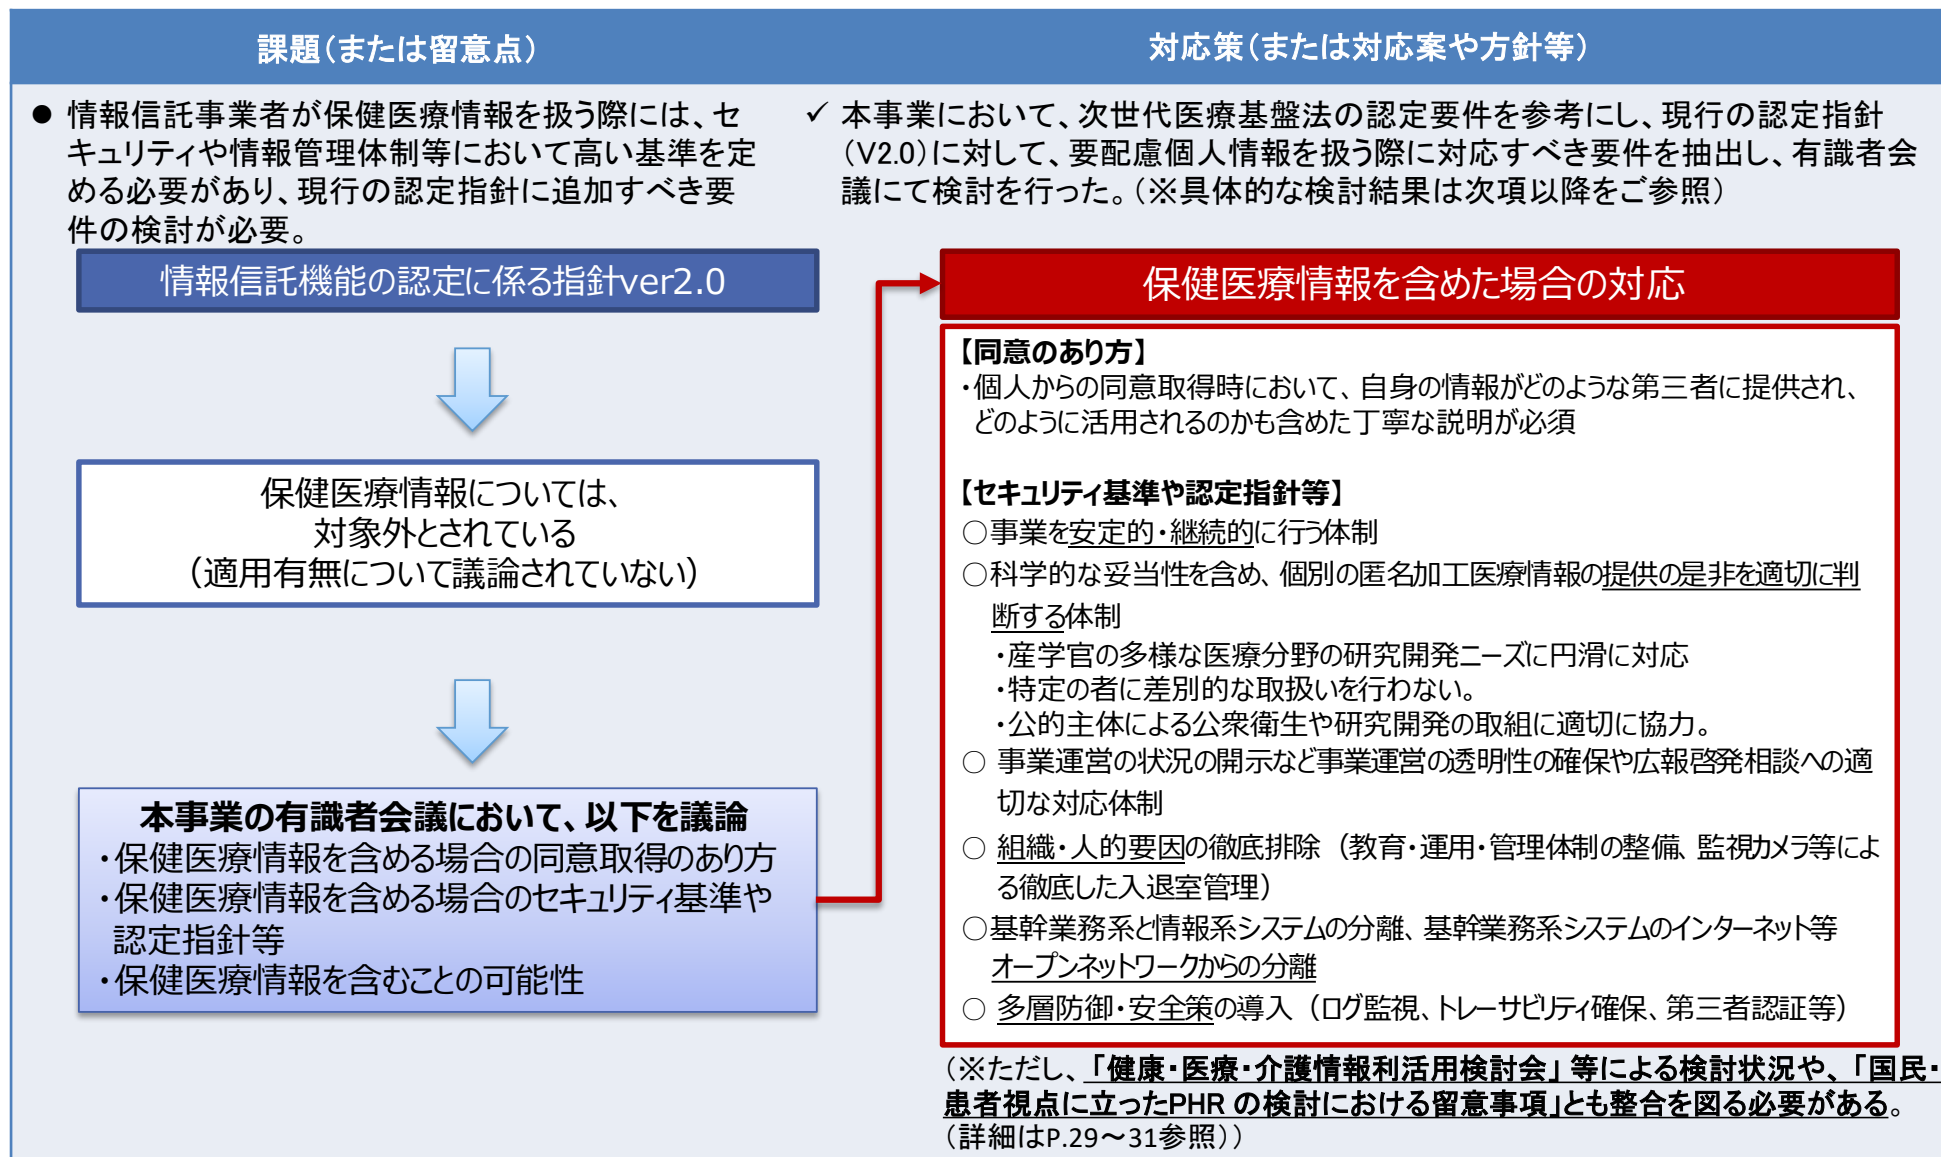 課題（または留意点）
対応策（または対応案や方針等）
● 情報信託事業者が保健医療情報を扱う際には、セ
キュリティや情報管理体制等において高い基準を定
める必要があり、現行の認定指針に追加すべき要
件の検討が必要。
✓ 本事業において、次世代医療基盤法の認定要件を参考にし、現行の認定指針
（V2.0）に対して、要配慮個人情報を扱う際に対応すべき要件を抽出し、有識者会
議にて検討を行った。（※具体的な検討結果は次項以降をご参照）
情報信託機能の認定に係る指針ver2.0
保健医療情報については、
対象外とされている
（適用有無について議論されていない）
本事業の有識者会議において、以下を議論
・保健医療情報を含める場合の同意取得のあり方
・保健医療情報を含める場合のセキュリティ基準や
認定指針等
・保健医療情報を含むことの可能性
保健医療情報を含めた場合の対応
【同意のあり方】
・個人からの同意取得時において、自身の情報がどのような第三者に提供され、
どのように活用されるのかも含めた丁寧な説明が必須
【セキュリティ基準や認定指針等】
○事業を安定的・継続的に行う体制
○科学的な妥当性を含め、個別の匿名加工医療情報の提供の是非を適切に判
断する体制
・産学官の多様な医療分野の研究開発ニーズに円滑に対応
・特定の者に差別的な取扱いを行わない。
・公的主体による公衆衛生や研究開発の取組に適切に協力。
○ 事業運営の状況の開示など事業運営の透明性の確保や広報啓発相談への適
切な対応体制
○ 組織・人的要因の徹底排除（教育・運用・管理体制の整備、監視カメラ等によ
る徹底した入退室管理）
○基幹業務系と情報系システムの分離、基幹業務系システムのインターネット等
オープンネットワークからの分離
○ 多層防御・安全策の導入（ログ監視、トレーサビリティ確保、第三者認証等）
（※ただし、「健康・医療・介護情報利活用検討会」等による検討状況や、「国民・
患者視点に立ったPHR の検討における留意事項」とも整合を図る必要がある。
（詳細はP.29～31参照））